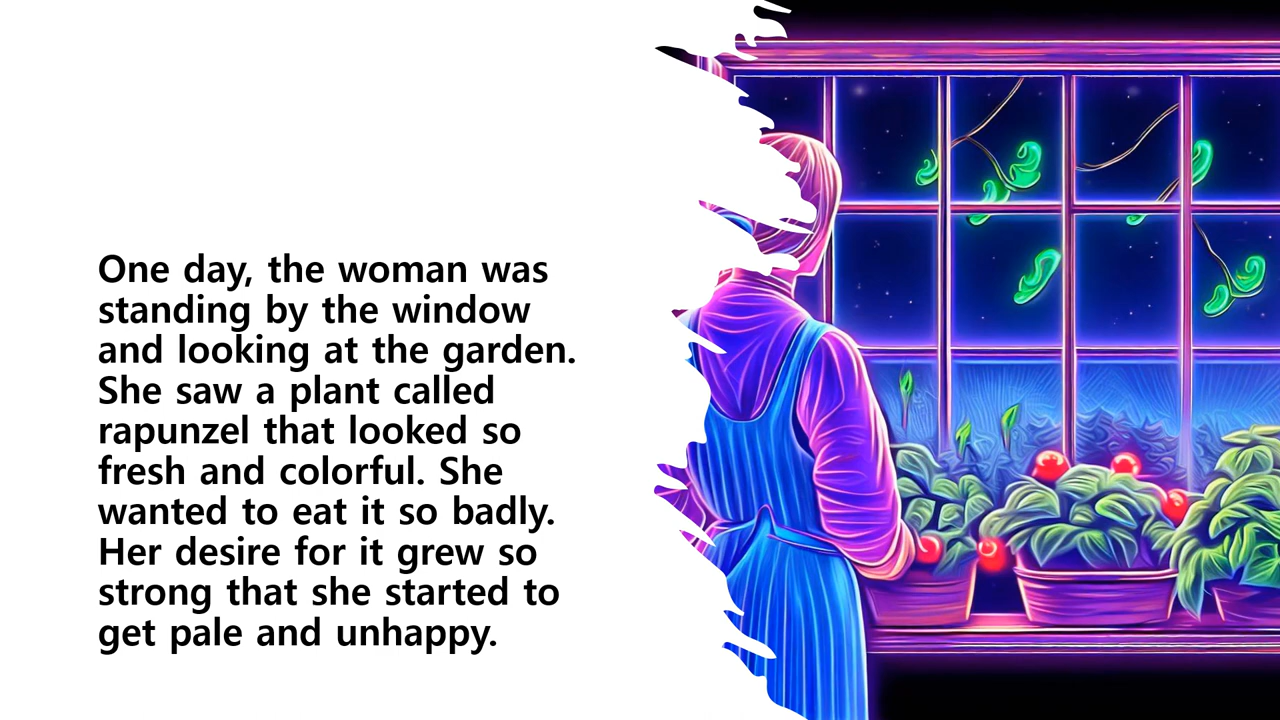 One day, the woman was
standing by the window
and looking at the garden.
She saw a plant called
rapunzel that looked so
fresh and colorful. She
wanted to eat it so badly.
Her desire for it grew so
strong that she started to
get pale and unhappy.